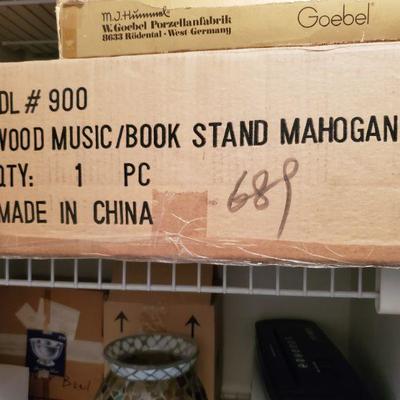 M.J. Hummel
Goebel®
W. Goebel Porzellanfabrik
8633 Rödental · West-Germany
DL # 900
WOOD MUSIC/BOOK STAND MAHOGAN
QTY: 1 PC
689
MADE IN CHINA
Bowl